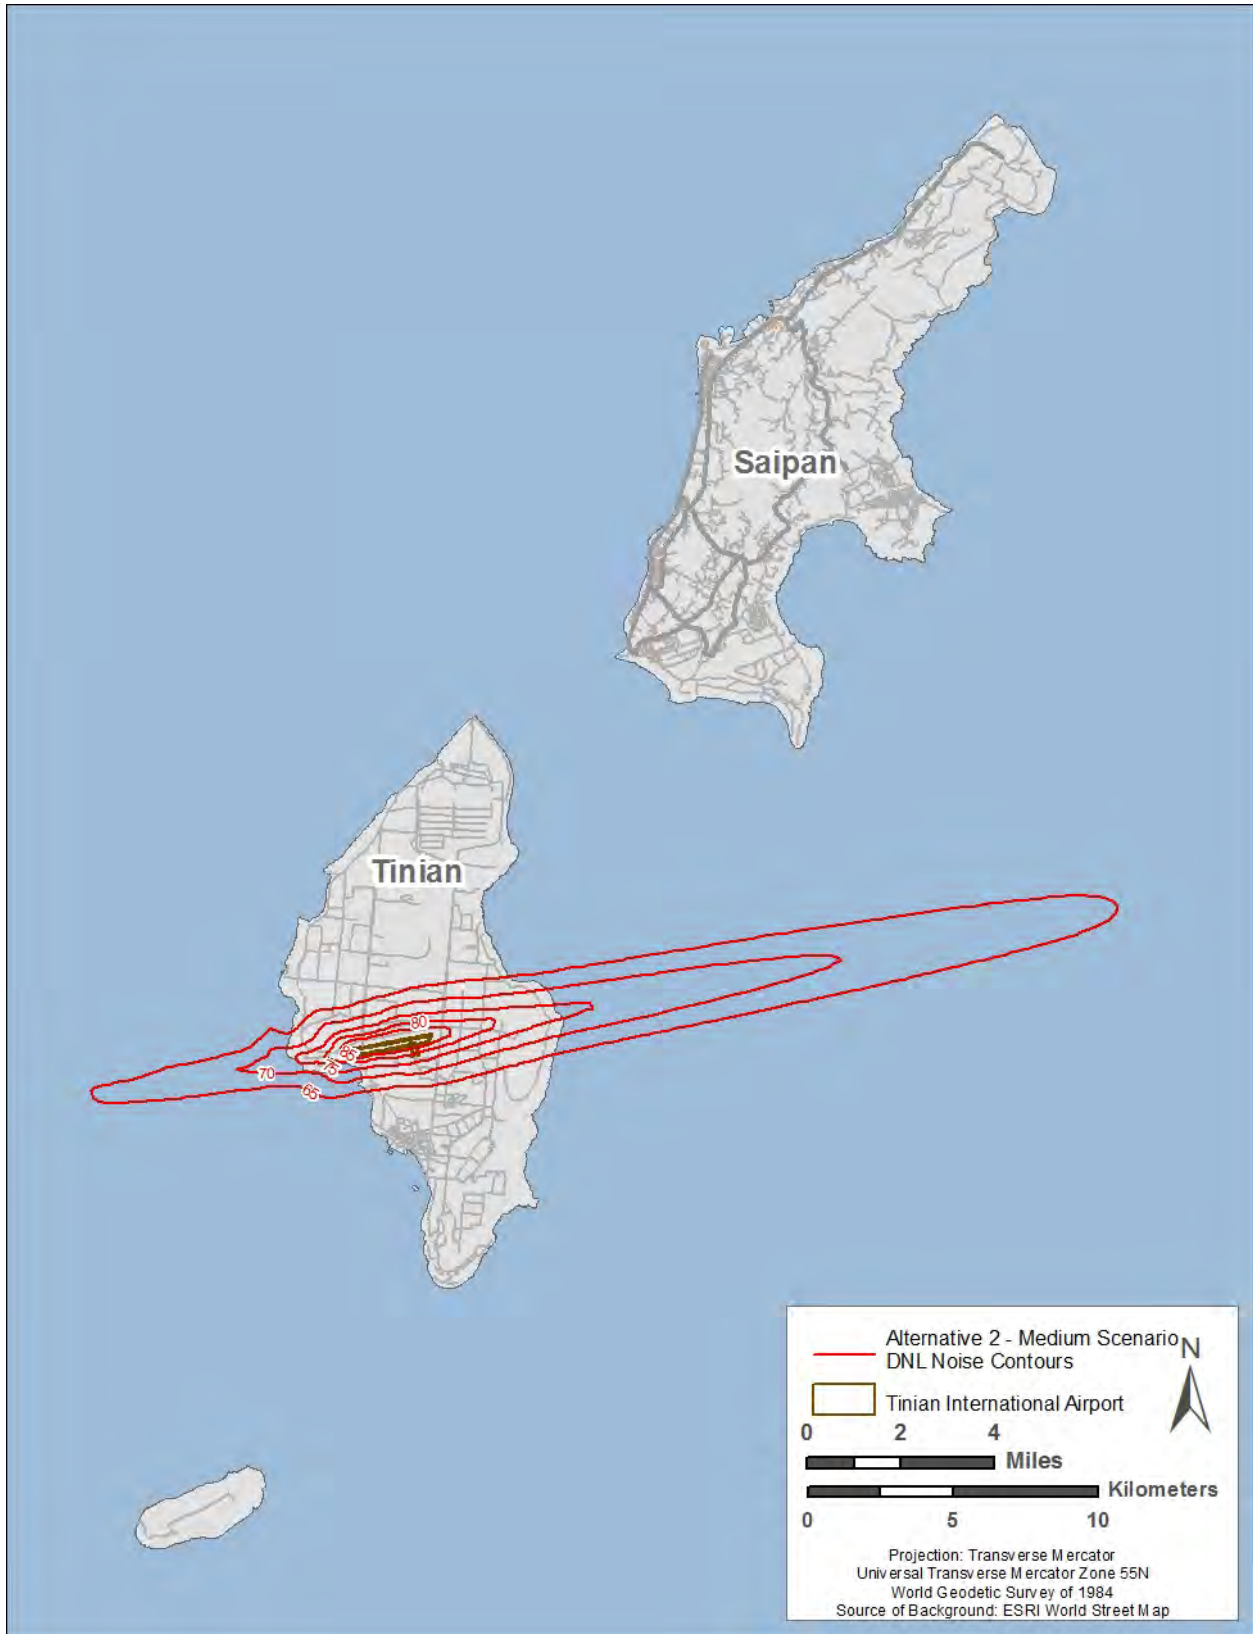 Saipan
Tinian
80
85
75
70
65
Alternative 2 - Medium Scenario
DNL Noise Contours
N
Tinian International Airport
0 2 4
Miles
Kilometers
0 5 10
Projection: Transverse Mercator
Universal Transverse Mercator Zone 55N
World Geodetic Survey of 1984
Source of Background: ESRI World Street Map